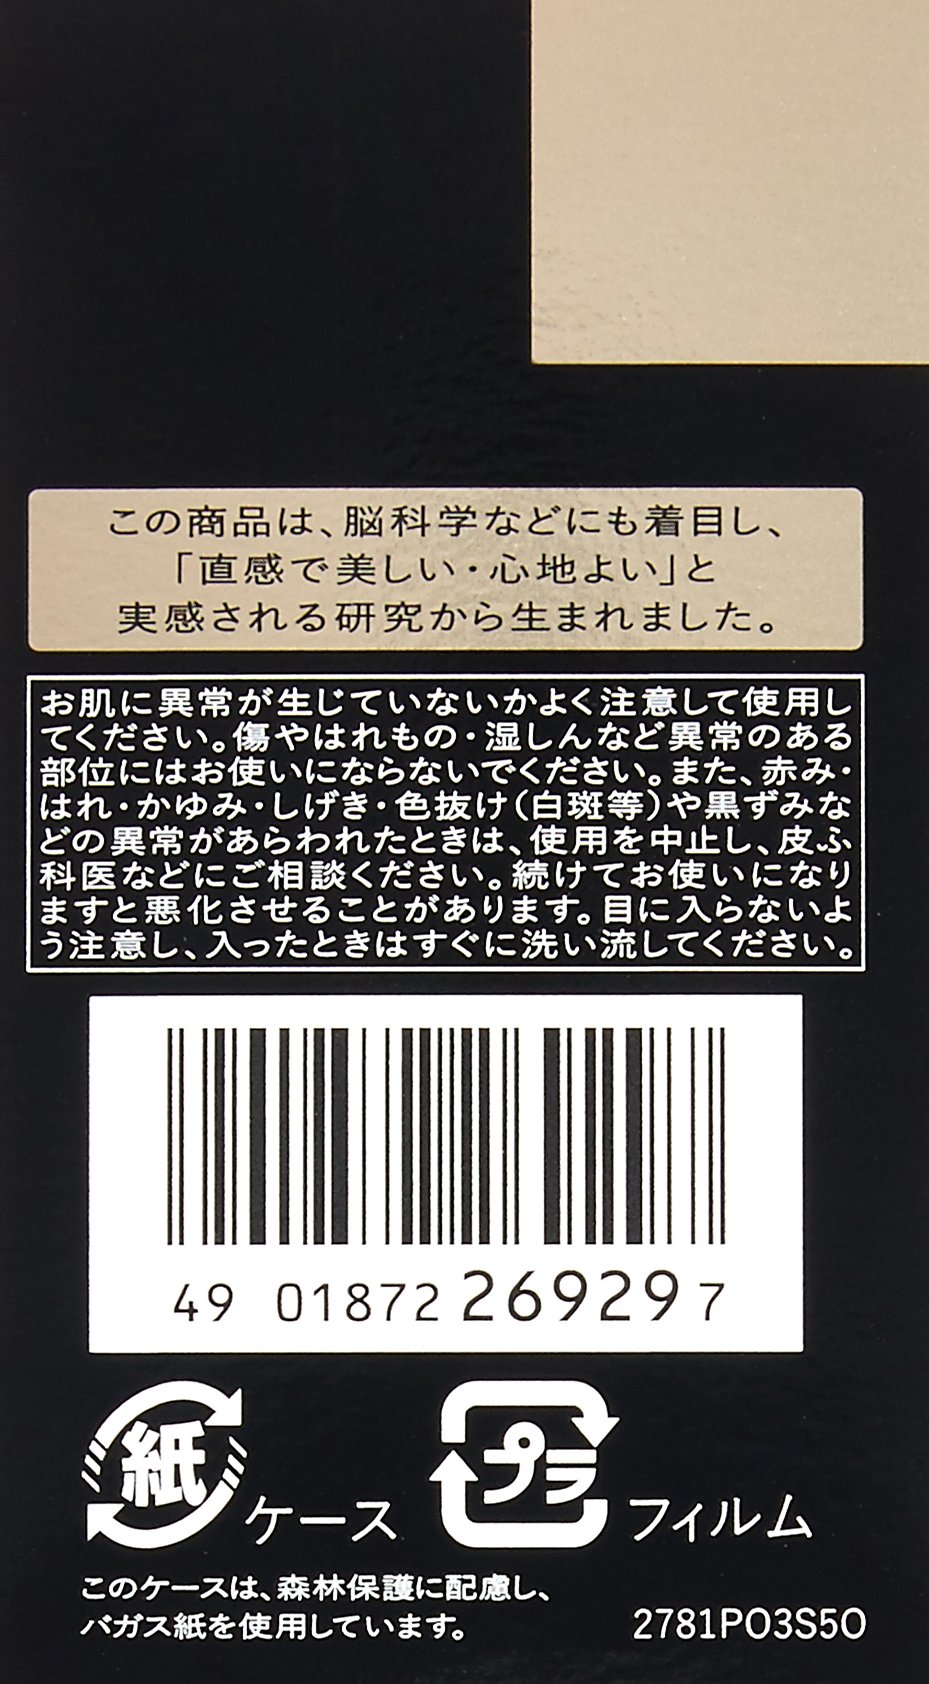 この商品は、脳科学などにも着目し、
「直感で美しい・心地よい」と
実感される研究から生まれました。
お肌に異常が生じていないかよく注意して使用し
てください。傷やはれもの・湿しんなど異常のある
部位にはお使いにならないでください。また、赤み・
はれ・かゆみ・しげき・色抜け(白斑等)や黒ずみな
どの異常があらわれたときは、使用を中止し、皮ふ
科医などにご相談ください。続けてお使いになり
ますと悪化させることがあります。目に入らないよ
う注意し、入ったときはすぐに洗い流してください。
49 01872 26929 7
紙 ケース
プラ フィルム
このケースは、森林保護に配慮し、
バガス紙を使用しています。
2781P03S50